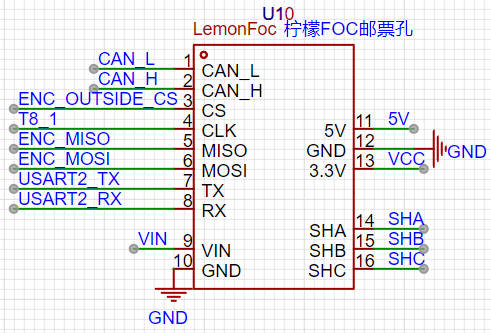 U10
LemonFoc 柠檬FOC邮票孔
CAN_L 1 CAN_L
CAN_H 2 CAN_H
ENC_OUTSIDE_CS 3 CS
T8_1 4 CLK
ENC_MISO 5 MISO
ENC_MOSI 6 MOSI
USART2_TX 7 TX
USART2_RX 8 RX
VIN 9 VIN
10 GND
GND
5V 11 5V
GND 12 GND
3.3V 13 VCC
SHA 14 SHA
SHB 15 SHB
SHC 16 SHC